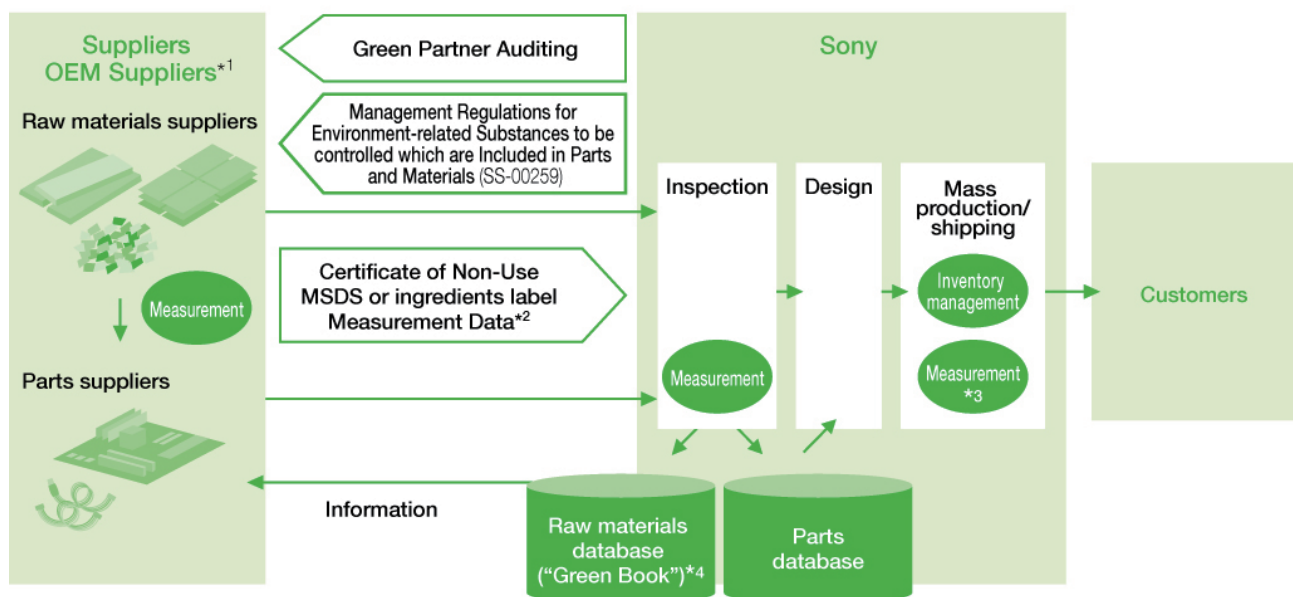 Suppliers
OEM Suppliers*1
Raw materials suppliers
Measurement
Parts suppliers
Green Partner Auditing
Management Regulations for
Environment-related Substances to be
controlled which are Included in Parts
and Materials (SS-00259)
Certificate of Non-Use
MSDS or ingredients label
Measurement Data*2
Information
Sony
Inspection
Measurement
Design
Mass
production/
shipping
Inventory
management
Measurement
*3
Raw materials
database
(“Green Book”)*4
Parts
database
Customers